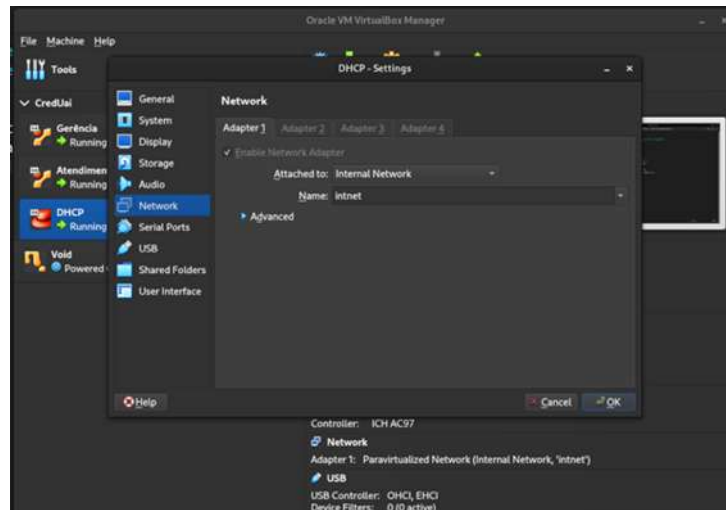 Oracle VM VirtualBox Manager
File Machine Help
Tools
DHCP - Settings
CredUai
Gerência
Running
Atendimen
Running
DHCP
Running
Void
Powered
General
System
Display
Storage
Audio
Network
Serial Ports
USB
Shared Folders
User Interface
Network
Adapter 1 Adapter 2 Adapter 3 Adapter 4
Enable Network Adapter
Attached to: Internal Network
Name: intnet
Advanced
Help
Cancel
OK
Controller: ICH AC97
Network
Adapter 1: Paravirtualized Network (Internal Network, 'intnet')
USB
USB Controller: OHCI, EHCI
Device Filters: 0 (0 active)